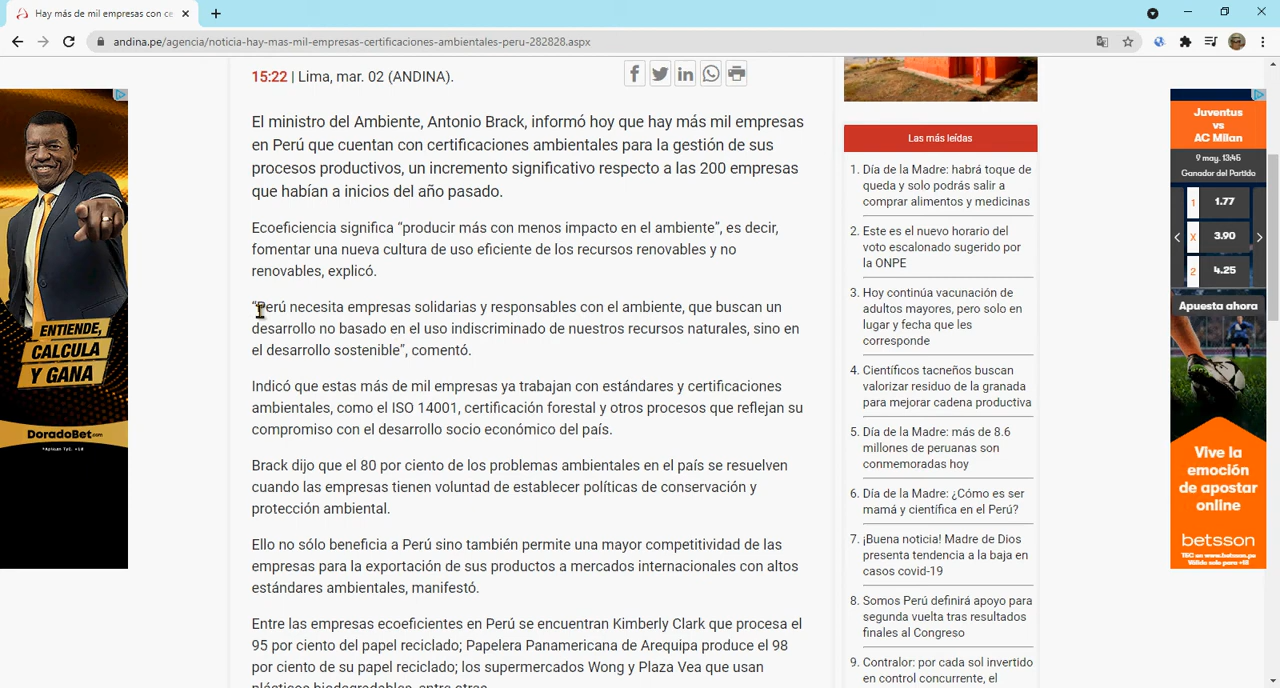 Hay más de mil empresas con ce
andina.pe/agencia/noticia-hay-mas-mil-empresas-certificaciones-ambientales-peru-282828.aspx
15:22 | Lima, mar. 02 (ANDINA).
El ministro del Ambiente, Antonio Brack, informó hoy que hay más mil empresas
en Perú que cuentan con certificaciones ambientales para la gestión de sus
procesos productivos, un incremento significativo respecto a las 200 empresas
que habían a inicios del año pasado.
Ecoeficiencia significa “producir más con menos impacto en el ambiente”, es decir,
fomentar una nueva cultura de uso eficiente de los recursos renovables y no
renovables, explicó.
“Perú necesita empresas solidarias y responsables con el ambiente, que buscan un
desarrollo no basado en el uso indiscriminado de nuestros recursos naturales, sino en
el desarrollo sostenible”, comentó.
Indicó que estas más de mil empresas ya trabajan con estándares y certificaciones
ambientales, como el ISO 14001, certificación forestal y otros procesos que reflejan su
compromiso con el desarrollo socio económico del país.
Brack dijo que el 80 por ciento de los problemas ambientales en el país se resuelven
cuando las empresas tienen voluntad de establecer políticas de conservación y
protección ambiental.
Ello no sólo beneficia a Perú sino también permite una mayor competitividad de las
empresas para la exportación de sus productos a mercados internacionales con altos
estándares ambientales, manifestó.
Entre las empresas ecoeficientes en Perú se encuentran Kimberly Clark que procesa el
95 por ciento del papel reciclado; Papelera Panamericana de Arequipa produce el 98
por ciento de su papel reciclado; los supermercados Wong y Plaza Vea que usan
plásticos biodegradables, entre otras.
Las más leídas
1. Día de la Madre: habrá toque de
queda y solo podrás salir a
comprar alimentos y medicinas
2. Este es el nuevo horario del
voto escalonado sugerido por
la ONPE
3. Hoy continúa vacunación de
adultos mayores, pero solo en
lugar y fecha que les
corresponde
4. Científicos tacneños buscan
valorizar residuo de la granada
para mejorar cadena productiva
5. Día de la Madre: más de 8.6
millones de peruanas son
conmemoradas hoy
6. Día de la Madre: ¿Cómo es ser
mamá y científica en el Perú?
7. ¡Buena noticia! Madre de Dios
presenta tendencia a la baja en
casos covid-19
8. Somos Perú definirá apoyo para
segunda vuelta tras resultados
finales al Congreso
9. Contralor: por cada sol invertido
en control concurrente, el
ENTIENDE,
CALCULA
Y GANA
DoradoBet.com
*Aplican TyC. +18
Juventus
vs
AC Milan
9 may. 13:45
Ganador del Partido
1 1.77
X 3.90
2 4.25
Apuesta ahora
Vive la
emoción
de apostar
online
betsson
TEC en www.betsson.pe
Válido solo para +18